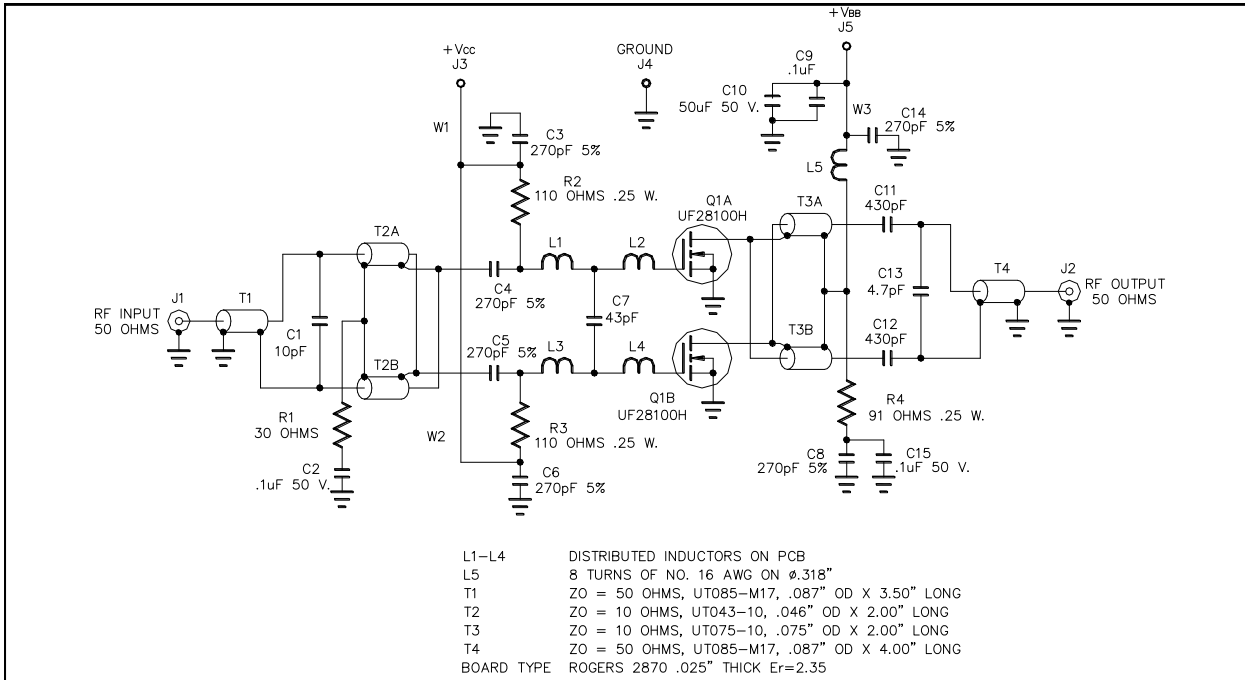 +VBB
J5
+Vcc
J3
GROUND
J4
C9
.1uF
C10
50uF 50 V.
W3
C14
270pF 5%
W1
C3
270pF 5%
L5
R2
110 OHMS .25 W.
Q1A
UF28100H
T3A
C11
430pF
T2A
L1
L2
J1
RF INPUT
50 OHMS
T1
C1
10pF
C4
270pF 5%
C7
43pF
C13
4.7pF
T4
J2
RF OUTPUT
50 OHMS
C5
270pF 5%
T3B
C12
430pF
T2B
L3
L4
Q1B
UF28100H
R1
30 OHMS
W2
R3
110 OHMS .25 W.
R4
91 OHMS .25 W.
C2
.1uF 50 V.
C6
270pF 5%
C8
270pF 5%
C15
.1uF 50 V.
L1-L4 DISTRIBUTED INDUCTORS ON PCB
L5 8 TURNS OF NO. 16 AWG ON ø.318"
T1 ZO = 50 OHMS, UT085-M17, .087" OD X 3.50" LONG
T2 ZO = 10 OHMS, UT043-10, .046" OD X 2.00" LONG
T3 ZO = 10 OHMS, UT075-10, .075" OD X 2.00" LONG
T4 ZO = 50 OHMS, UT085-M17, .087" OD X 4.00" LONG
BOARD TYPE ROGERS 2870 .025" THICK Er=2.35